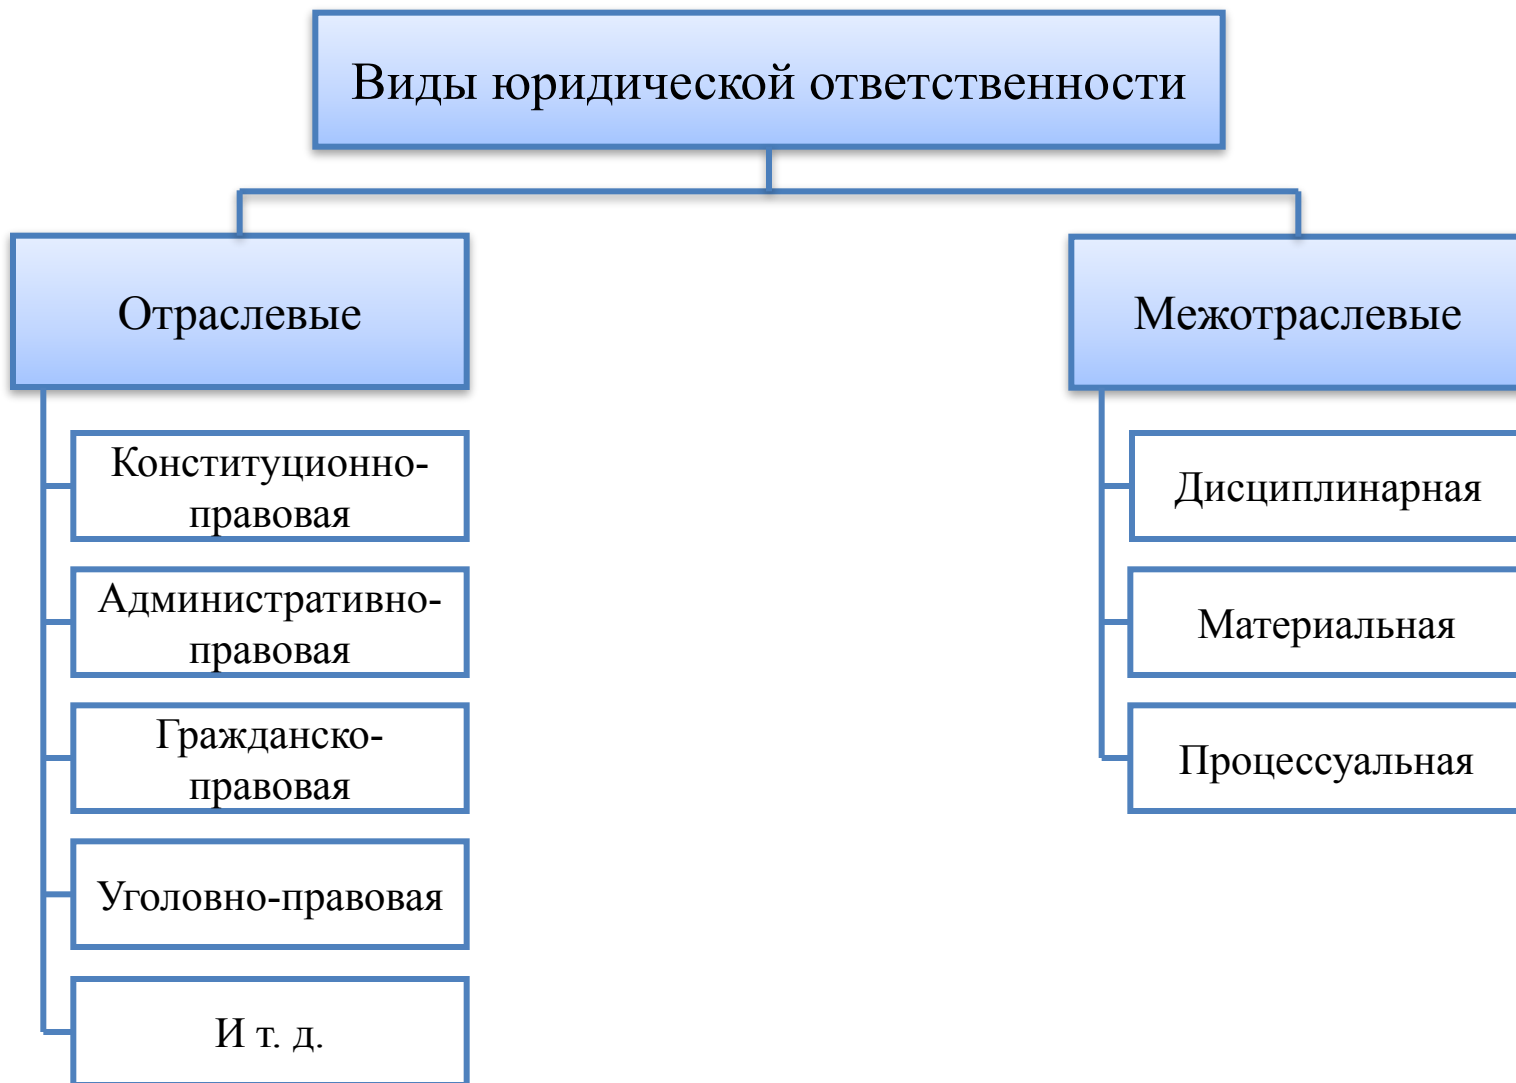 Виды юридической ответственности
Отраслевые
Конституционно-
правовая
Административно-
правовая
Гражданско-
правовая
Уголовно-правовая
И т. д.
Межотраслевые
Дисциплинарная
Материальная
Процессуальная